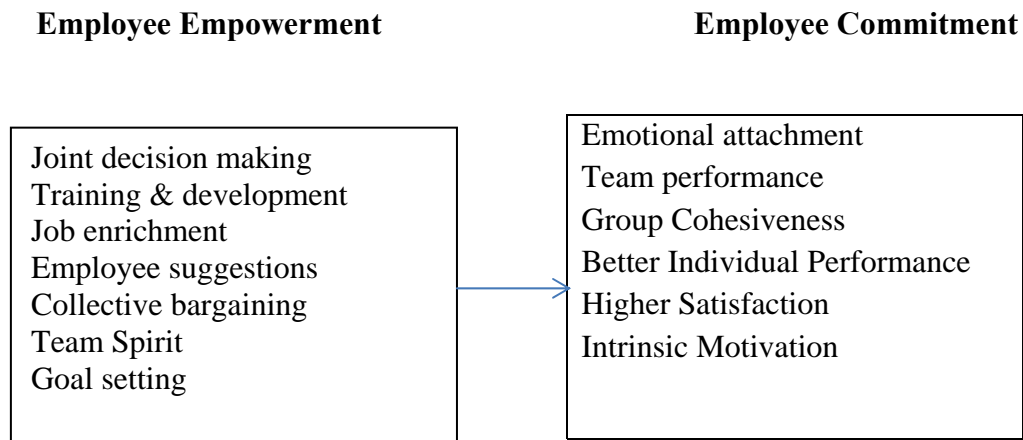 Employee Empowerment
Employee Commitment
Joint decision making
Training & development
Job enrichment
Employee suggestions
Collective bargaining
Team Spirit
Goal setting
Emotional attachment
Team performance
Group Cohesiveness
Better Individual Performance
Higher Satisfaction
Intrinsic Motivation